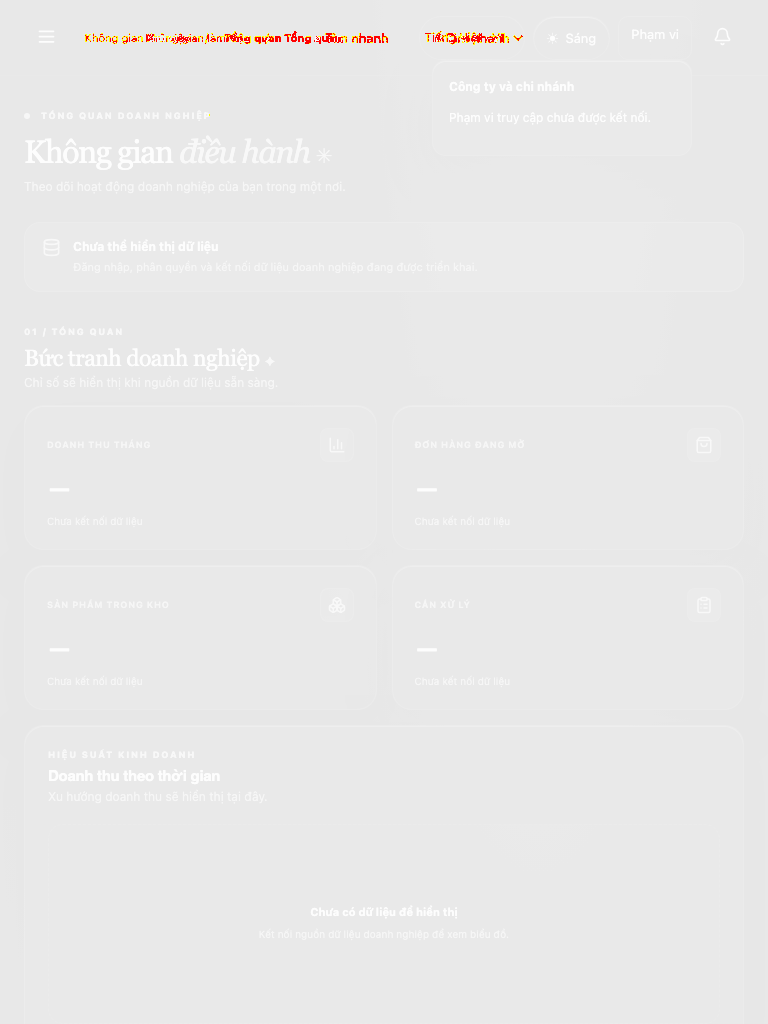 Tổng quan
Sáng
Phạm vi
Công ty và chi nhánh
Phạm vi truy cập chưa được kết nối.
TỔNG QUAN DOANH NGHIỆP
Không gian điều hành
Theo dõi hoạt động doanh nghiệp của bạn trong một nơi.
Chưa thể hiển thị dữ liệu
Đăng nhập, phân quyền và kết nối dữ liệu doanh nghiệp đang được triển khai.
01 / TỔNG QUAN
Bức tranh doanh nghiệp
Chỉ số sẽ hiển thị khi nguồn dữ liệu sẵn sàng.
DOANH THU THÁNG
ĐƠN HÀNG ĐANG MỞ
—
—
Chưa kết nối dữ liệu
Chưa kết nối dữ liệu
SẢN PHẨM TRONG KHO
CẦN XỬ LÝ
—
—
Chưa kết nối dữ liệu
Chưa kết nối dữ liệu
HIỆU SUẤT KINH DOANH
Doanh thu theo thời gian
Xu hướng doanh thu sẽ hiển thị tại đây.
Chưa có dữ liệu để hiển thị
Kết nối nguồn dữ liệu doanh nghiệp để xem biểu đồ.